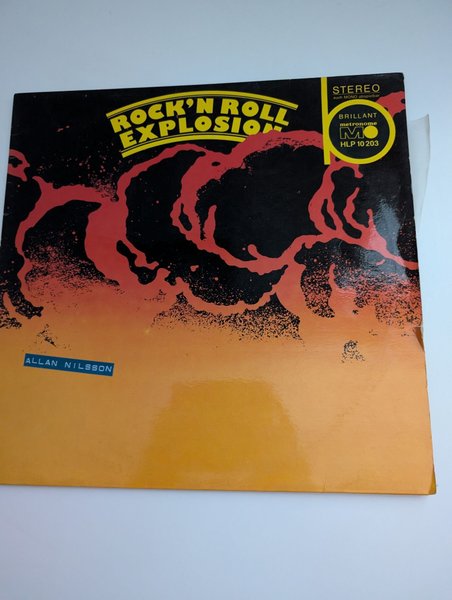 ROCK'N ROLL
EXPLOSION
STEREO
BRILLANT
metronome
HLP 10 203
ALLAN NILSSON